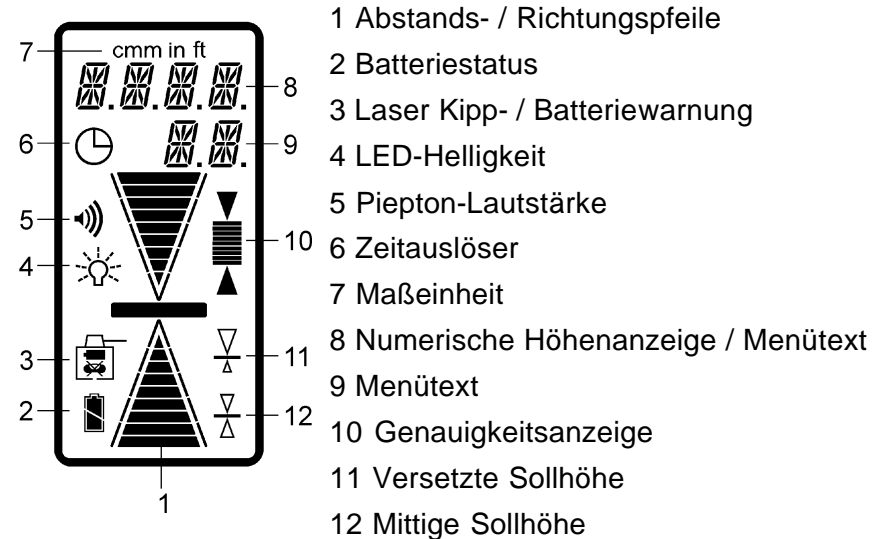 cmm in ft
7
8
6
9
5
10
4
3
11
2
12
1
1 Abstands- / Richtungspfeile
2 Batteriestatus
3 Laser Kipp- / Batteriewarnung
4 LED-Helligkeit
5 Piepton-Lautstärke
6 Zeitauslöser
7 Maßeinheit
8 Numerische Höhenanzeige / Menütext
9 Menütext
10 Genauigkeitsanzeige
11 Versetzte Sollhöhe
12 Mittige Sollhöhe